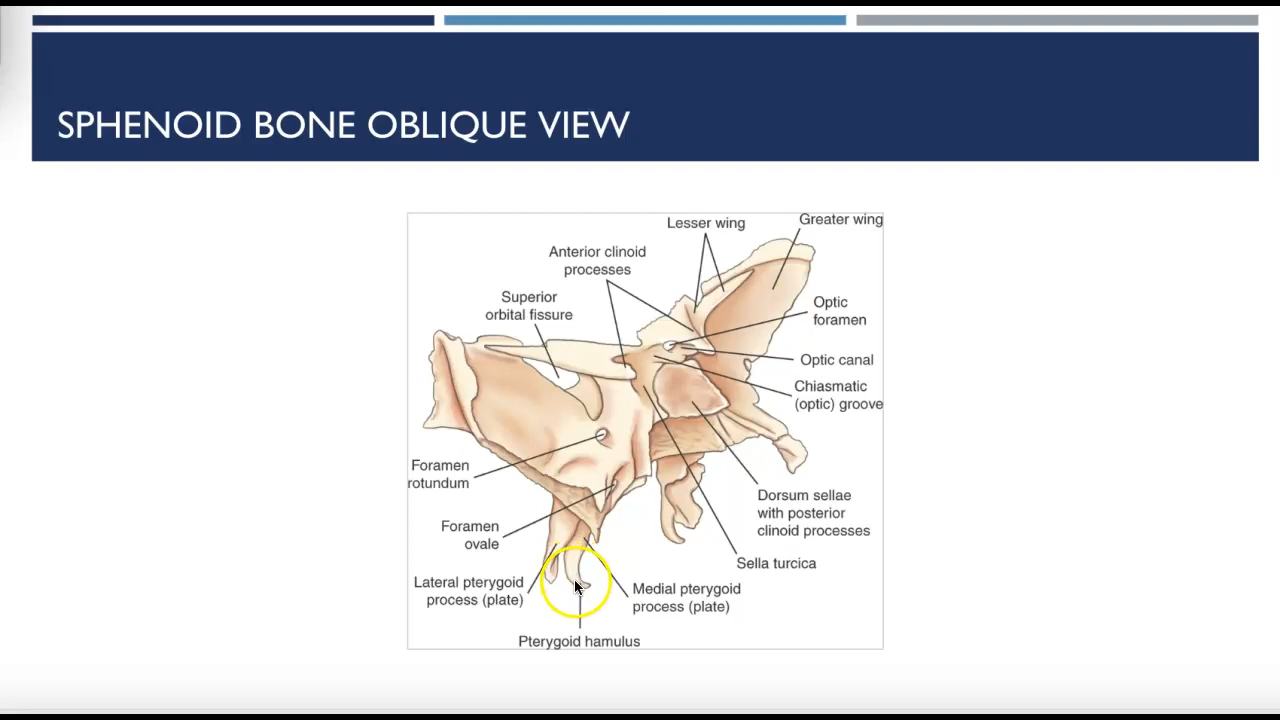 SPHENOID BONE OBLIQUE VIEW
Lesser wing
Greater wing
Anterior clinoid
processes
Superior
orbital fissure
Optic
foramen
Optic canal
Chiasmatic
(optic) groove
Foramen
rotundum
Dorsum sellae
with posterior
clinoid processes
Foramen
ovale
Sella turcica
Lateral pterygoid
process (plate)
Medial pterygoid
process (plate)
Pterygoid hamulus